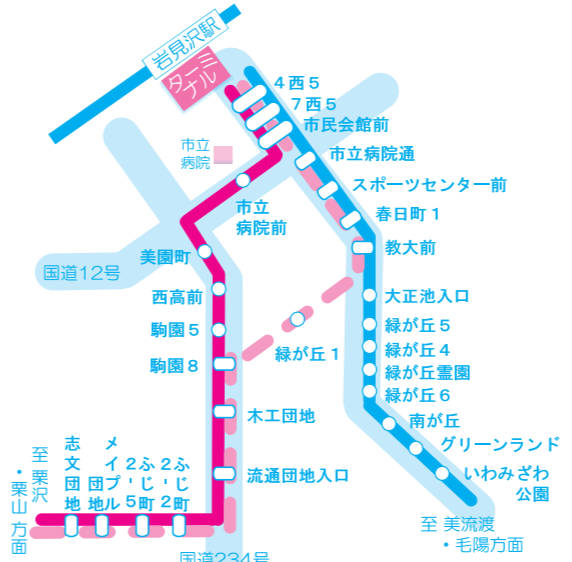 岩見沢駅
ターミナル
4西5
7西5
市民会館前
市立病院通
スポーツセンター前
春日町1
教大前
市立
病院
市立
病院前
国道12号
美園町
西高前
駒園5
駒園8
緑が丘1
大正池入口
緑が丘5
緑が丘4
緑が丘霊園
緑が丘6
南が丘
グリーンランド
いわみざわ
公園
木工団地
流通団地入口
至 栗沢
・栗山 方面
志文団地
メイプル
団地
ふじ町
2-5
ふじ町
2-2
至 美流渡
・毛陽方面
国道234号